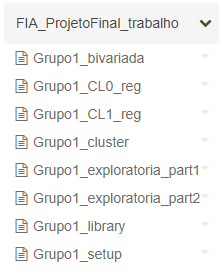 FIA_ProjetoFinal_trabalho
Grupo1_bivariada
Grupo1_CL0_reg
Grupo1_CL1_reg
Grupo1_cluster
Grupo1_exploratoria_part1
Grupo1_exploratoria_part2
Grupo1_library
Grupo1_setup